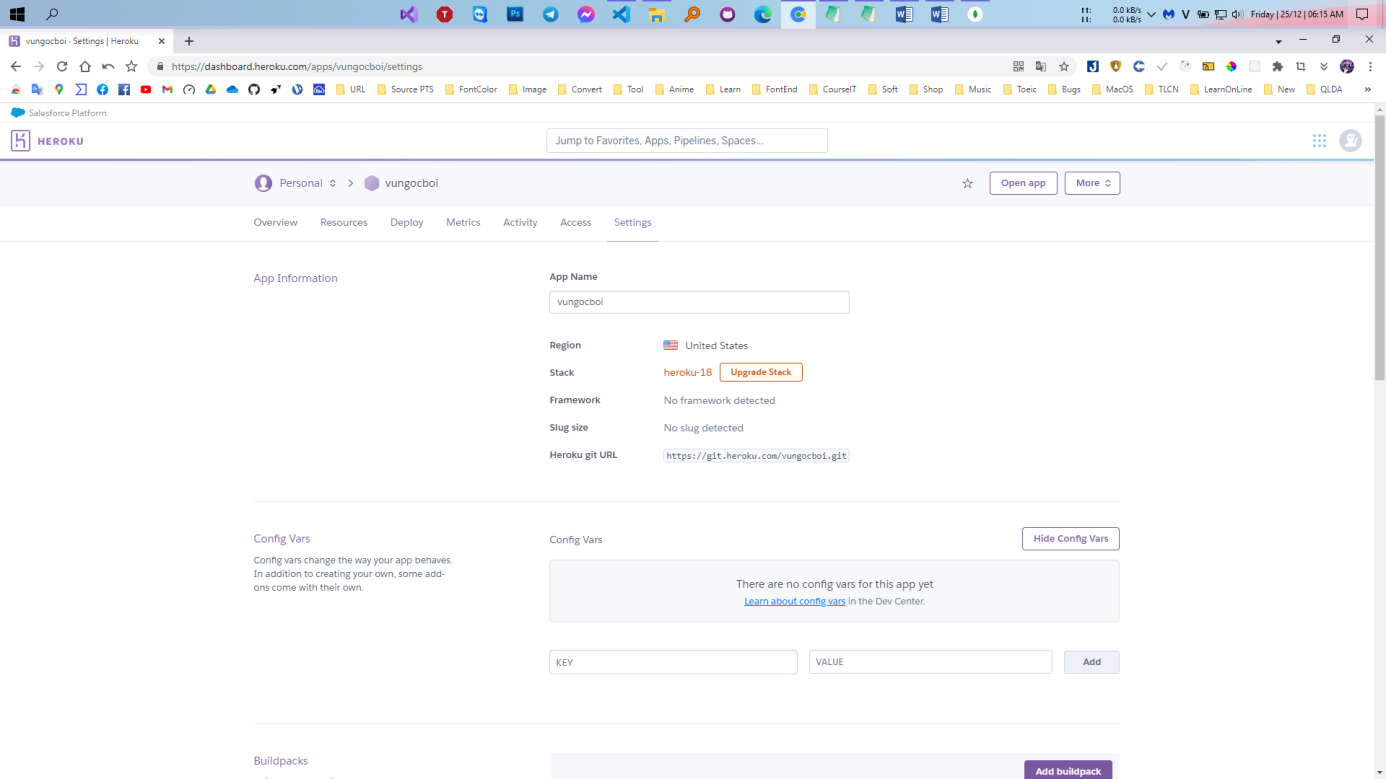 11: 0.0 kB/s
11: 0.0 kB/s
Friday | 25/12 | 06:15 AM
vungocboi · Settings | Heroku
https://dashboard.heroku.com/apps/vungocboi/settings
URL Source PTS FontColor Image Convert Tool Anime Learn FontEnd CourseIT Soft Shop Music Toeic Bugs MacOS TLCN LearnOnLine New QLDA
Salesforce Platform
HEROKU
Jump to Favorites, Apps, Pipelines, Spaces...
Personal vungocboi
Open app More
Overview Resources Deploy Metrics Activity Access Settings
App Information
App Name
vungocboi
Region United States
Stack heroku-18 Upgrade Stack
Framework No framework detected
Slug size No slug detected
Heroku git URL https://git.heroku.com/vungocboi.git
Config Vars
Config vars change the way your app behaves.
In addition to creating your own, some add-
ons come with their own.
Config Vars
Hide Config Vars
There are no config vars for this app yet
Learn about config vars in the Dev Center.
KEY VALUE Add
Buildpacks
Add buildpack